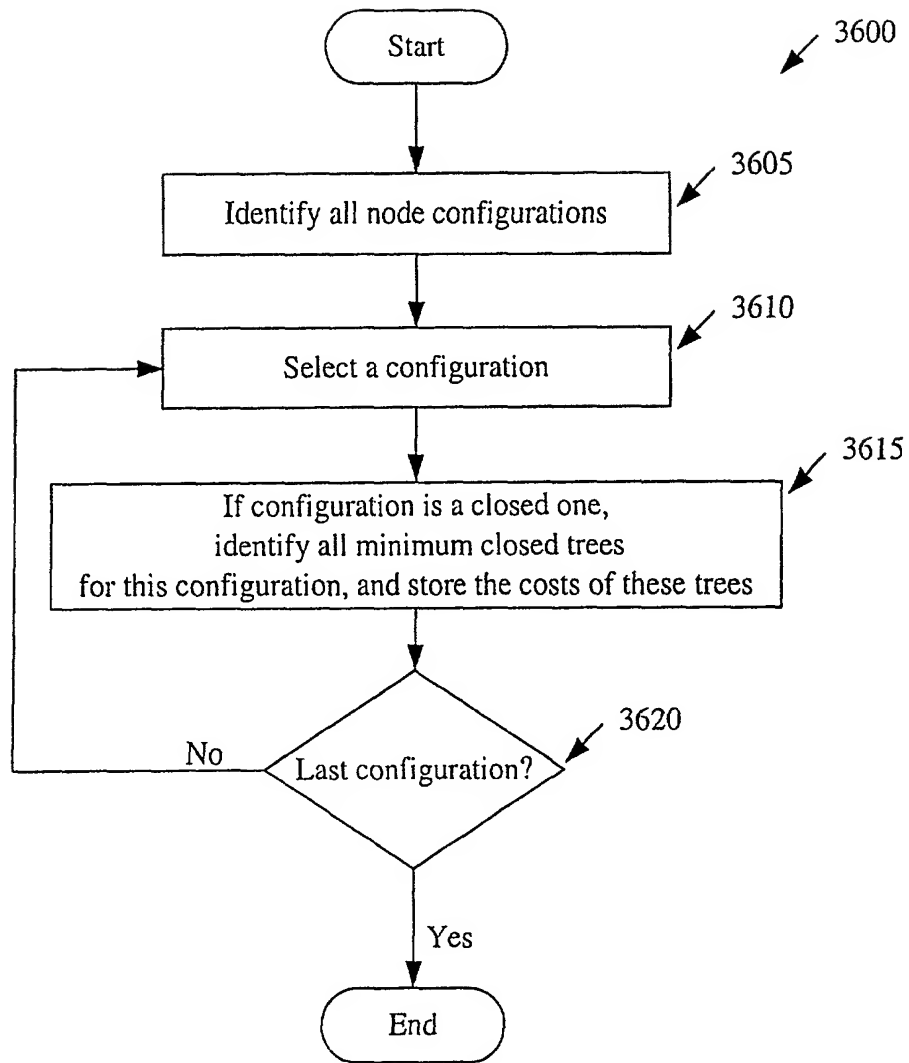 Start
3600
3605
Identify all node configurations
3610
Select a configuration
3615
If configuration is a closed one,
identify all minimum closed trees
for this configuration, and store the costs of these trees
3620
No
Last configuration?
Yes
End